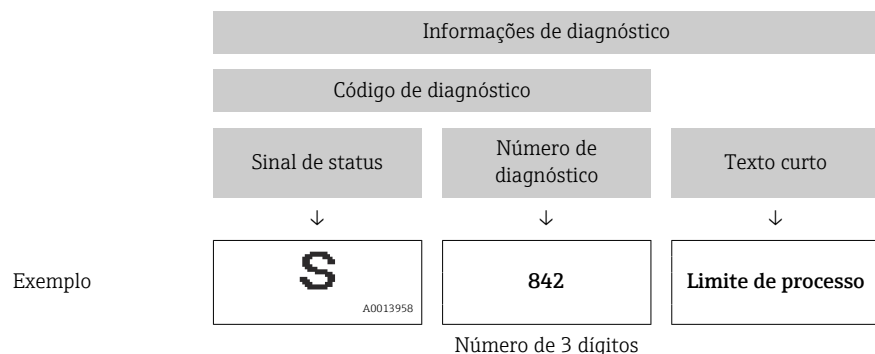 Informações de diagnóstico
Código de diagnóstico
Sinal de status
Número de
diagnóstico
Texto curto
↓ ↓ ↓
Exemplo
S
A0013958
842
Limite de processo
Número de 3 dígitos